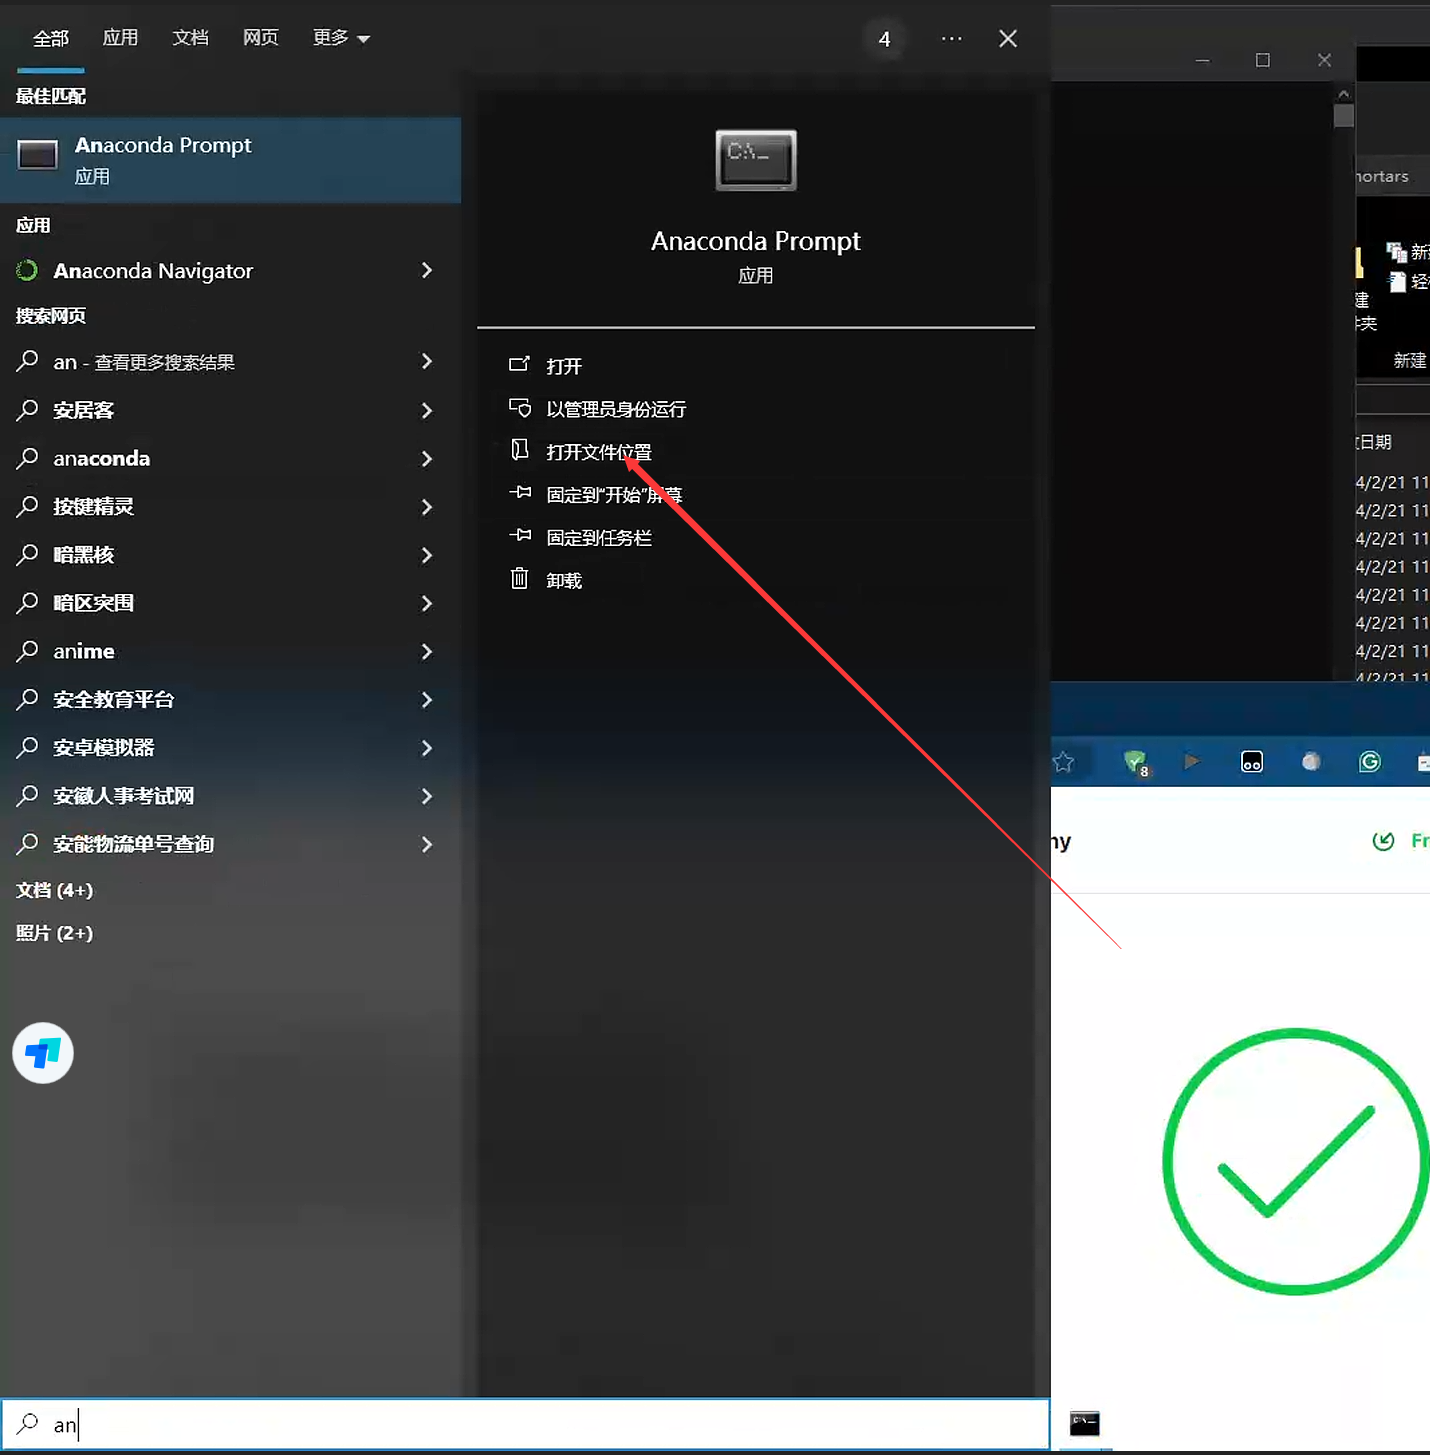 全部 应用 文档 网页 更多 4
最佳匹配
Anaconda Prompt
应用
应用
Anaconda Navigator
搜索网页
an - 查看更多搜索结果
安居客
anaconda
按键精灵
暗黑核
暗区突围
anime
安全教育平台
安卓模拟器
安徽人事考试网
安能物流单号查询
文档 (4+)
照片 (2+)
an
C:\_
Anaconda Prompt
应用
打开
以管理员身份运行
打开文件位置
固定到“开始”屏幕
固定到任务栏
卸载
hortars
新建
日期
4/2/21 11
4/2/21 11
4/2/21 11
4/2/21 11
4/2/21 11
4/2/21 11
4/2/21 11
4/2/21 11
8
ny
Fr